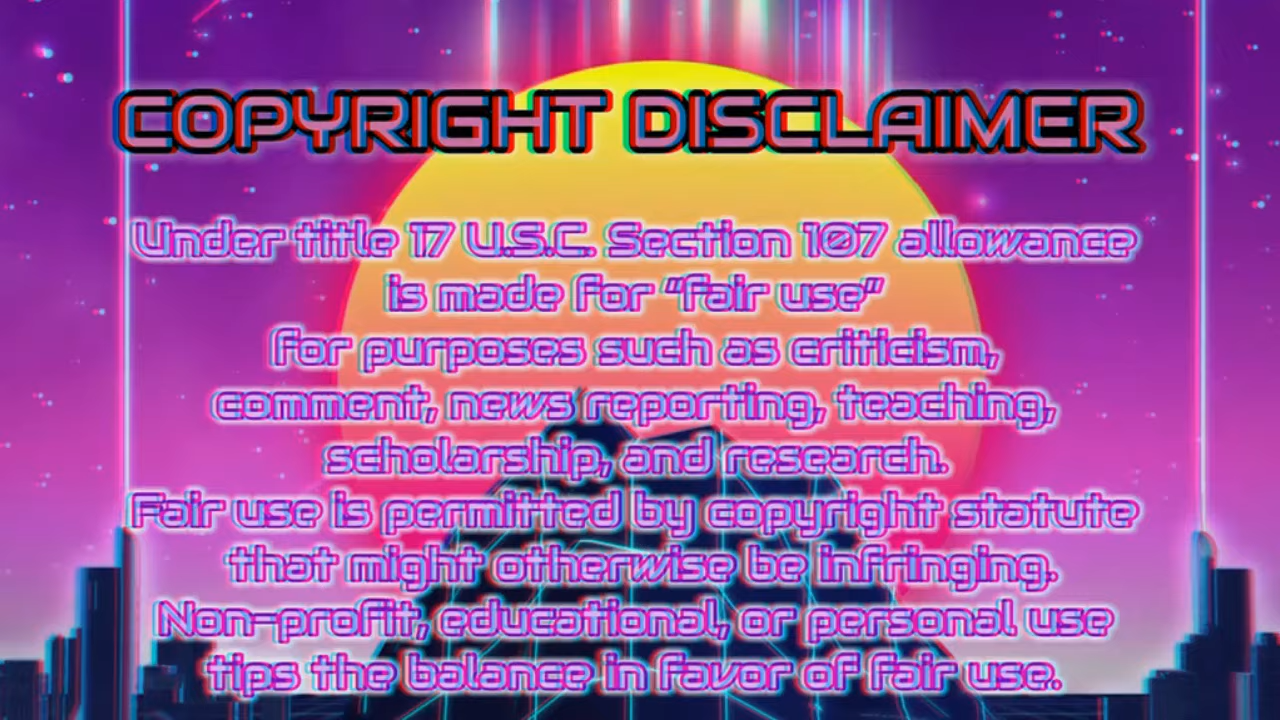 COPYRIGHT DISCLAIMER
Under title 17 U.S.C. Section 107 allowance
is made for "fair use"
for purposes such as criticism,
comment, news reporting, teaching,
scholarship, and research.
Fair use is permitted by copyright statute
that might otherwise be infringing.
Non-profit, educational, or personal use
tips the balance in favor of fair use.